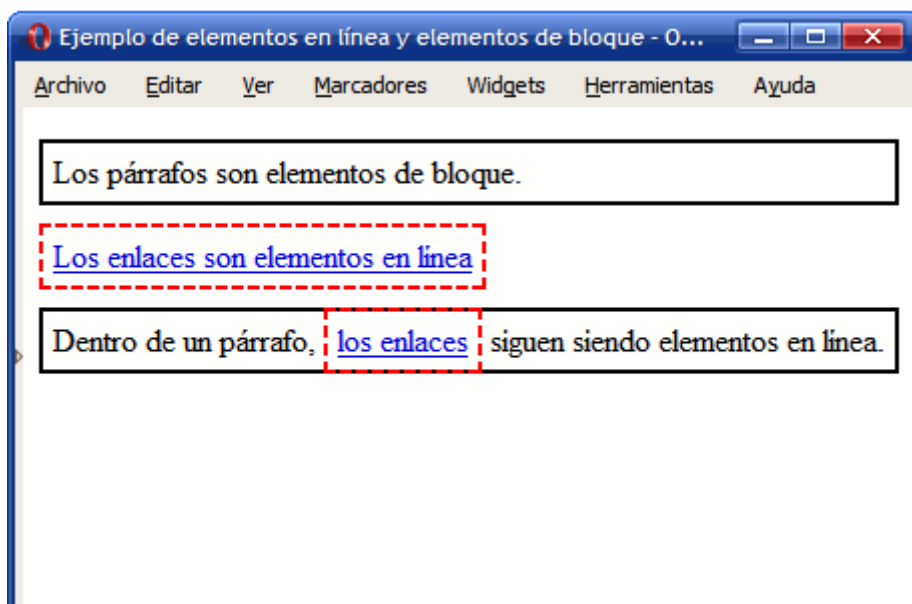 Ejemplo de elementos en línea y elementos de bloque - O...
Archivo Editar Ver Marcadores Widgets Herramientas Ayuda
Los párrafos son elementos de bloque.
Los enlaces son elementos en línea
Dentro de un párrafo, los enlaces siguen siendo elementos en línea.